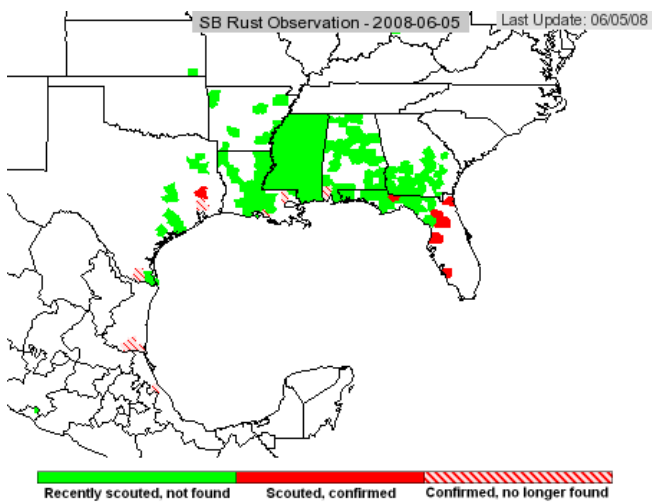 SB Rust Observation - 2008-06-05
Last Update: 06/05/08
Recently scouted, not found
Scouted, confirmed
Confirmed, no longer found